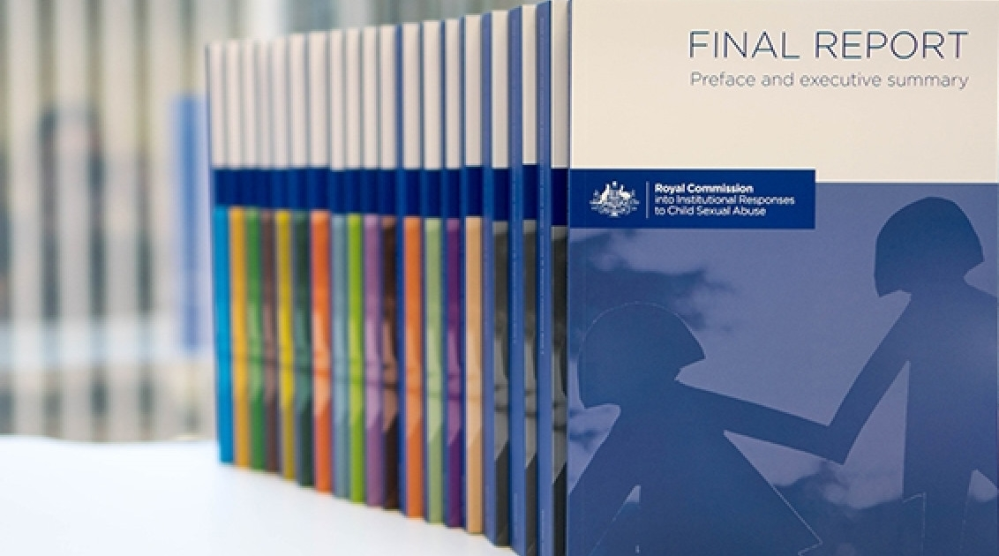 FINAL REPORT
Preface and executive summary
Royal Commission
into Institutional Responses
to Child Sexual Abuse